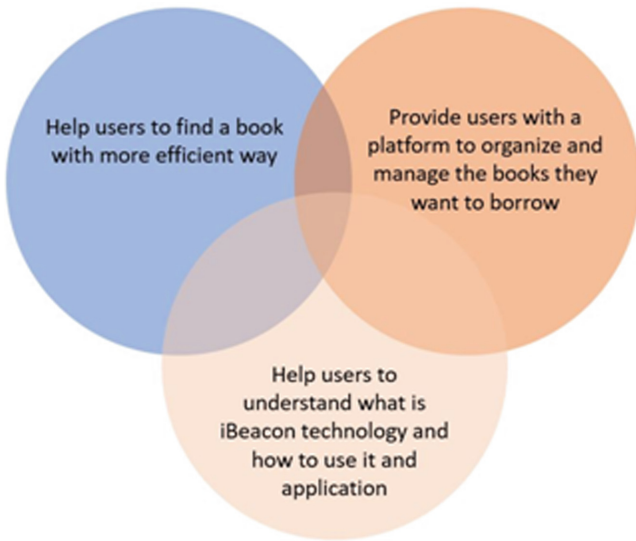 Help users to find a book
with more efficient way
Provide users with a
platform to organize and
manage the books they
want to borrow
Help users to
understand what is
iBeacon technology and
how to use it and
application